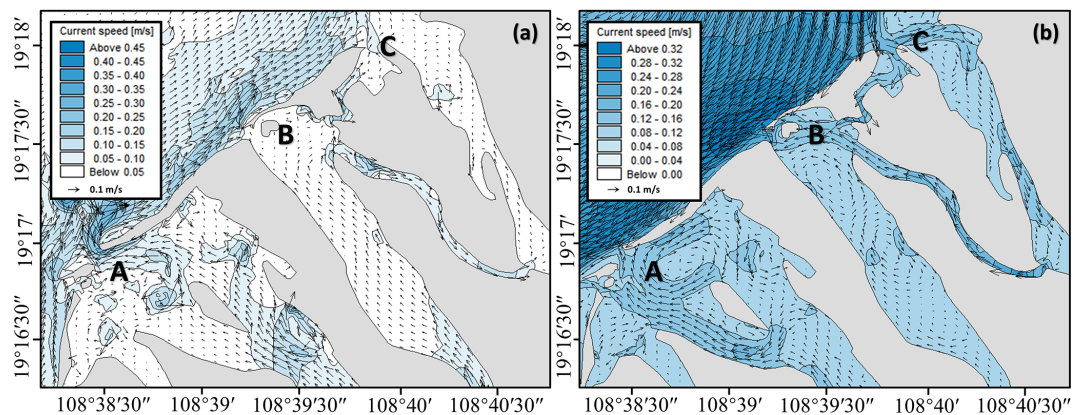 (a)
Current speed [m/s]
Above 0.45
0.40 - 0.45
0.35 - 0.40
0.30 - 0.35
0.25 - 0.30
0.20 - 0.25
0.15 - 0.20
0.10 - 0.15
0.05 - 0.10
Below 0.05
0.1 m/s
A
B
C
19°18′
19°17′30″
19°17′
19°16′30″
108°38′30″
108°39′
108°39′30″
108°40′
108°40′30″
(b)
Current speed [m/s]
Above 0.32
0.28 - 0.32
0.24 - 0.28
0.20 - 0.24
0.16 - 0.20
0.12 - 0.16
0.08 - 0.12
0.04 - 0.08
0.00 - 0.04
Below 0.00
0.1 m/s
A
B
C
19°18′
19°17′30″
19°17′
19°16′30″
108°38′30″
108°39′
108°39′30″
108°40′
108°40′30″